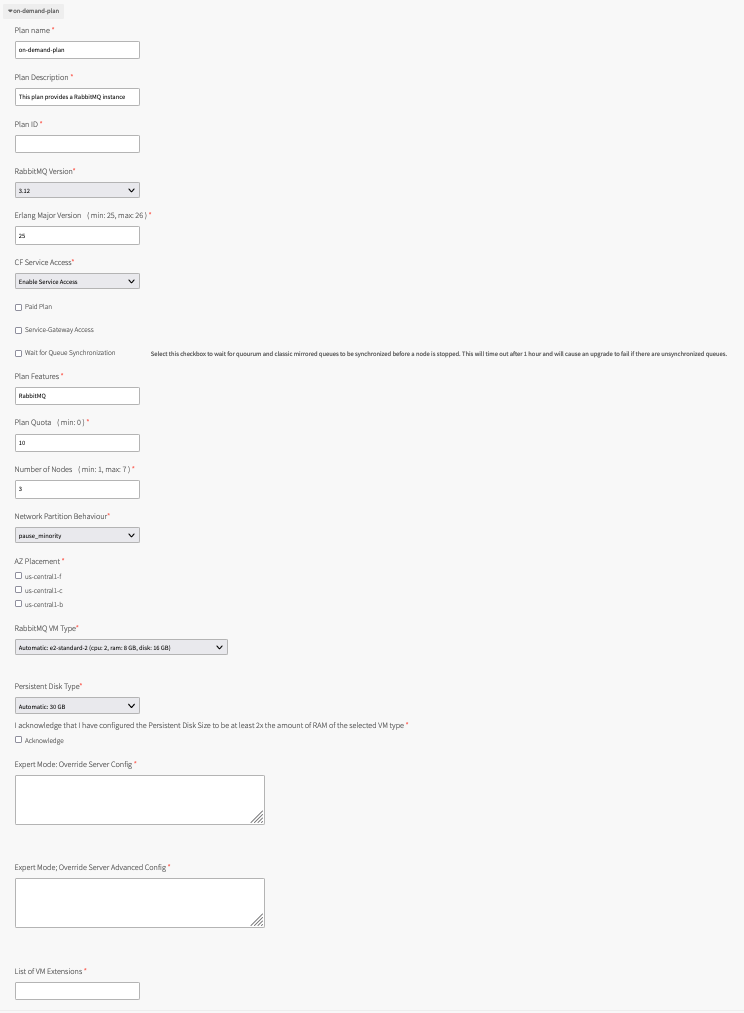 on-demand-plan
Plan name *
on-demand-plan
Plan Description *
This plan provides a RabbitMQ instance
Plan ID *
RabbitMQ Version*
3.12
Erlang Major Version ( min: 25, max: 26 ) *
25
CF Service Access*
Enable Service Access
Paid Plan
Service-Gateway Access
Wait for Queue Synchronization Select this checkbox to wait for quourum and classic mirrored queues to be synchronized before a node is stopped. This will time out after 1 hour and will cause an upgrade to fail if there are unsynchronized queues.
Plan Features *
RabbitMQ
Plan Quota ( min: 0 ) *
10
Number of Nodes ( min: 1, max: 7 ) *
3
Network Partition Behaviour*
pause_minority
AZ Placement *
us-central1-f
us-central1-c
us-central1-b
RabbitMQ VM Type*
Automatic: e2-standard-2 (cpu: 2, ram: 8 GB, disk: 16 GB)
Persistent Disk Type*
Automatic: 30 GB
I acknowledge that I have configured the Persistent Disk Size to be at least 2x the amount of RAM of the selected VM type *
Acknowledge
Expert Mode: Override Server Config *
Expert Mode; Override Server Advanced Config *
List of VM Extensions *